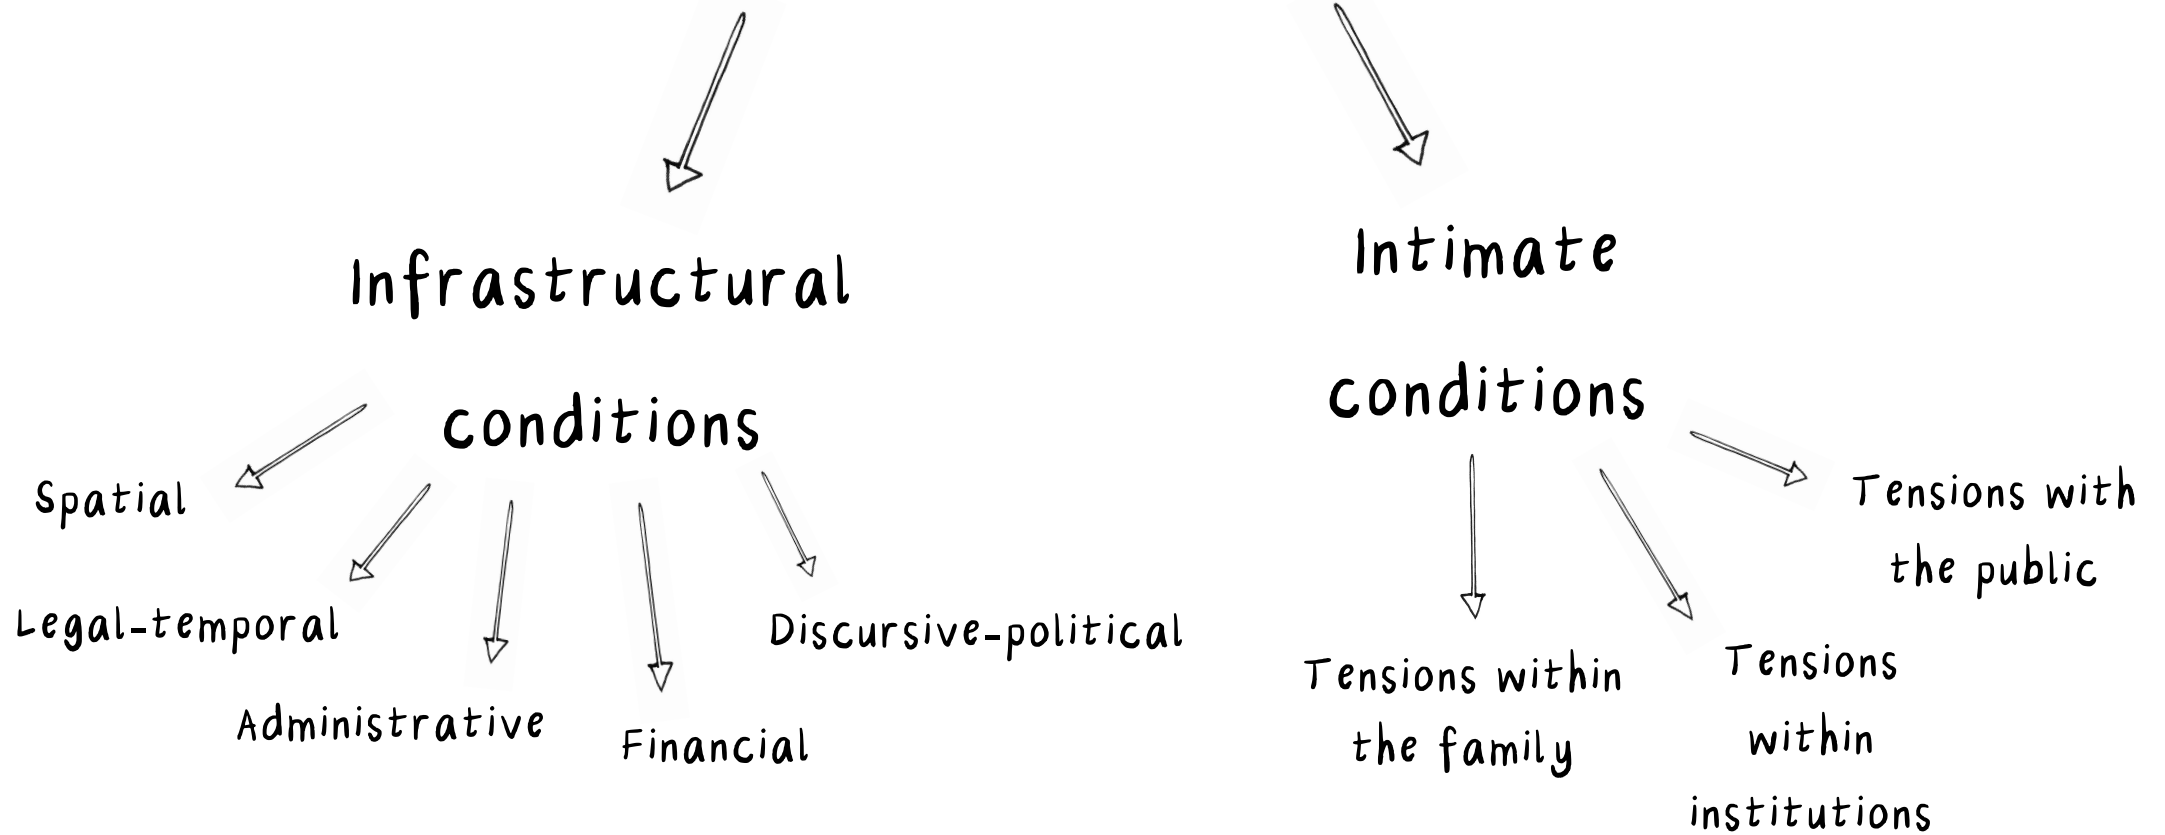 Infrastructural
conditions
Spatial
Legal-temporal
Administrative
Financial
Discursive-political
Intimate
conditions
Tensions within
the family
Tensions
within
institutions
Tensions with
the public